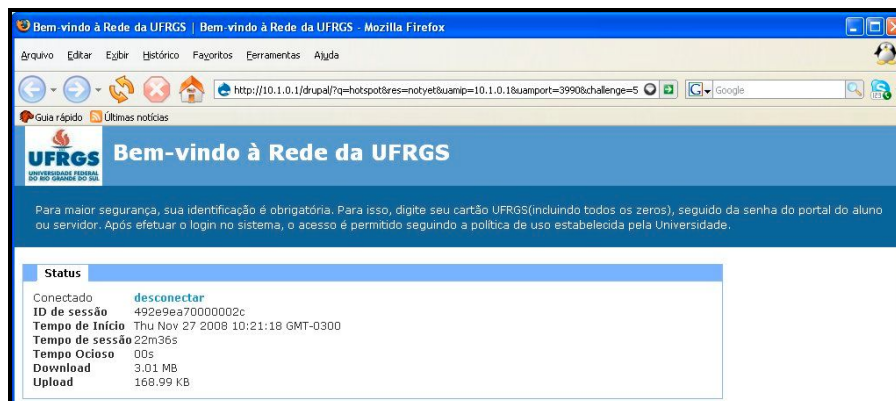 Bem-vindo à Rede da UFRGS | Bem-vindo à Rede da UFRGS - Mozilla Firefox
Arquivo Editar Exibir Histórico Favoritos Ferramentas Ajuda
http://10.1.0.1/drupal/?q=hotspot&res=notyet&uamip=10.1.0.1&uamport=3990&challenge=5 Google
Guia rápido Últimas notícias
UFRGS
UNIVERSIDADE FEDERAL
DO RIO GRANDE DO SUL
Bem-vindo à Rede da UFRGS
Para maior segurança, sua identificação é obrigatória. Para isso, digite seu cartão UFRGS(incluindo todos os zeros), seguido da senha do portal do aluno
ou servidor. Após efetuar o login no sistema, o acesso é permitido seguindo a política de uso estabelecida pela Universidade.
Status
Conectado desconectar
ID de sessão 492e9ea70000002c
Tempo de Início Thu Nov 27 2008 10:21:18 GMT-0300
Tempo de sessão 22m36s
Tempo Ocioso 00s
Download 3.01 MB
Upload 168.99 KB